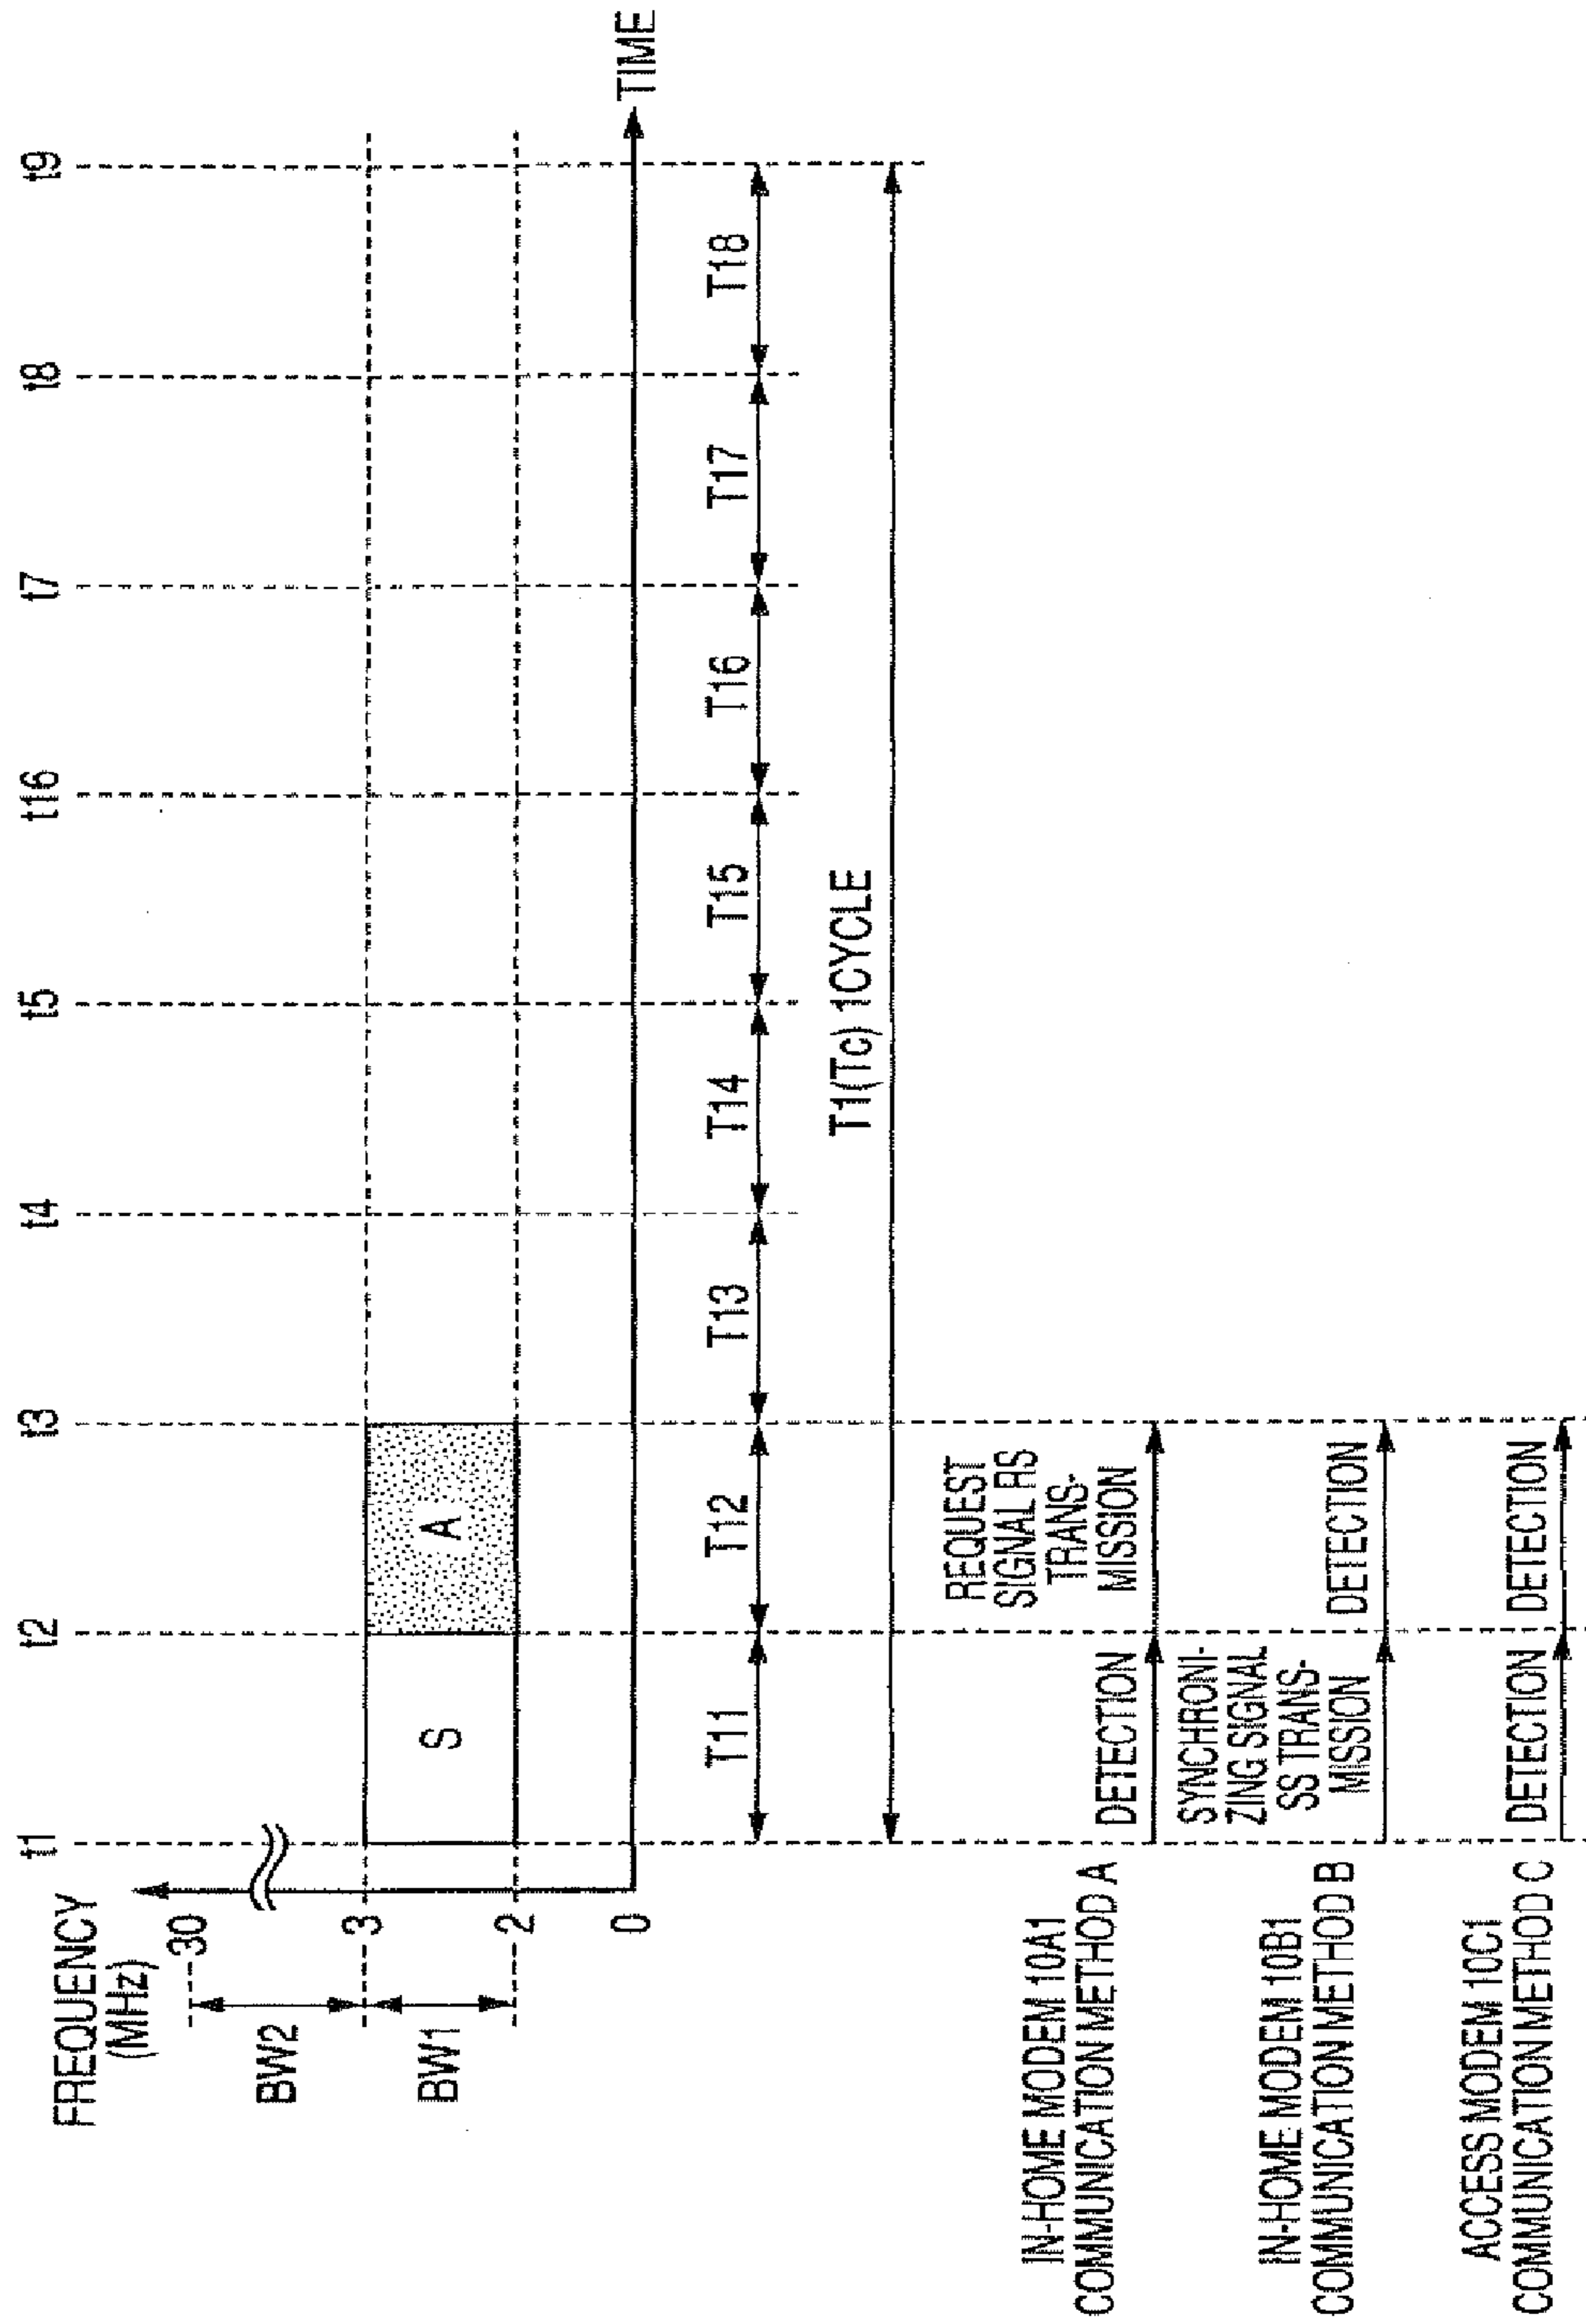 t1
t2
t3
t4
t5
t16
t7
t8
t9
FREQUENCY
(MHz)
30
BW2
3
BW1
2
0
S
A
TIME
T11
T12
T13
T14
T15
T16
T17
T18
T1(Tc) 1CYCLE
IN-HOME MODEM 10A1
COMMUNICATION METHOD A
DETECTION
REQUEST
SIGNAL RS
TRANS-
MISSION
IN-HOME MODEM 10B1
COMMUNICATION METHOD B
SYNCHRONI-
ZING SIGNAL
SS TRANS-
MISSION
DETECTION
ACCESS MODEM 10C1
COMMUNICATION METHOD C
DETECTION
DETECTION